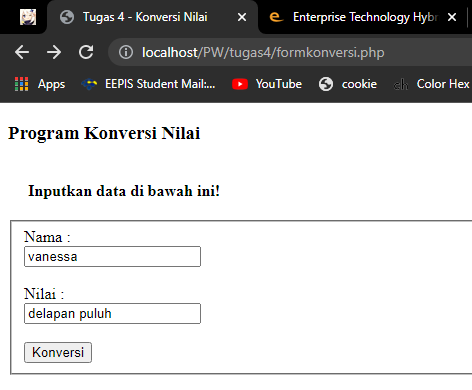 Tugas 4 - Konversi Nilai
Enterprise Technology Hybr
localhost/PW/tugas4/formkonversi.php
Apps
EEPIS Student Mail:...
YouTube
cookie
ch Color Hex
Program Konversi Nilai
Inputkan data di bawah ini!
Nama :
vanessa
Nilai :
delapan puluh
Konversi